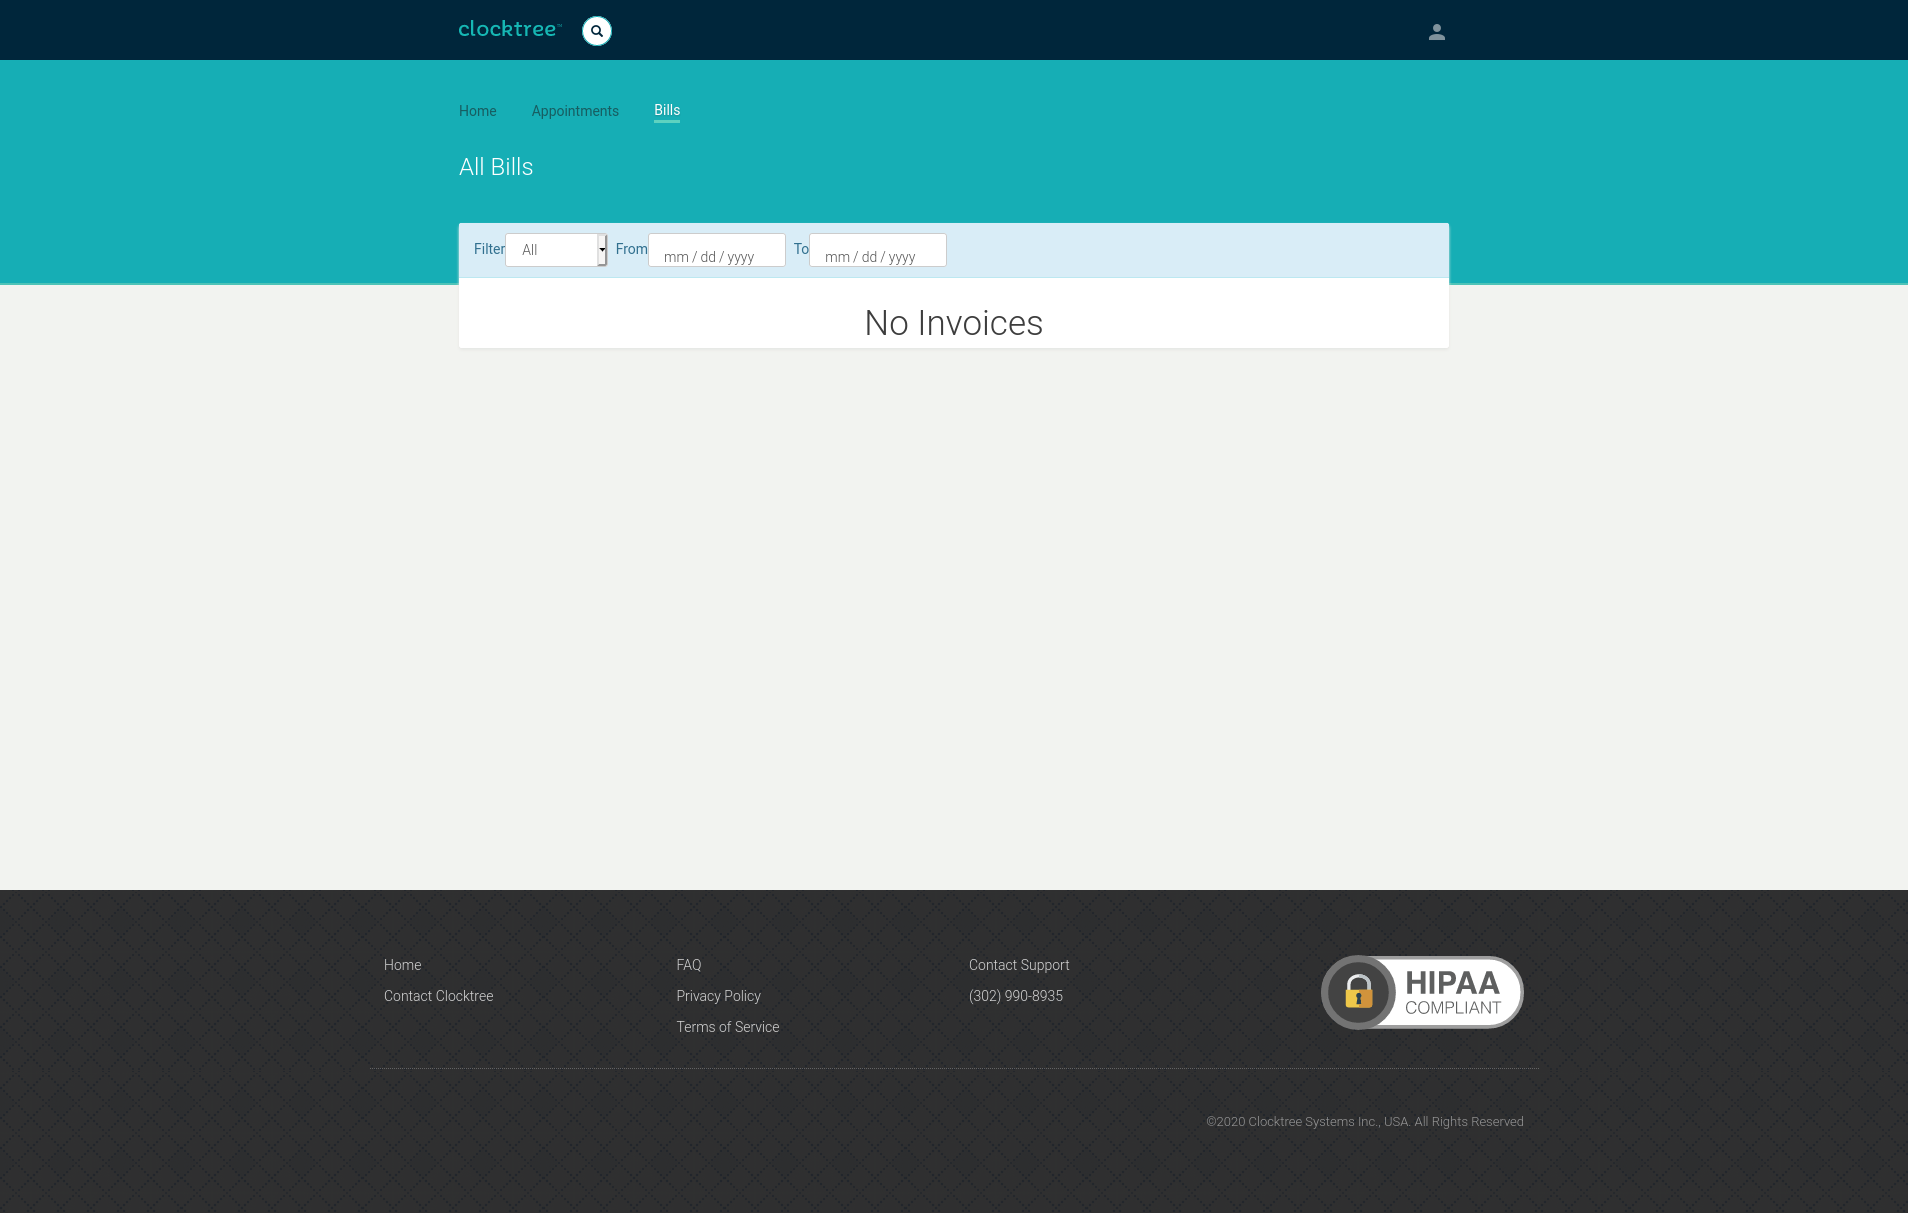 clocktree™
Home Appointments Bills
All Bills
Filter All From mm / dd / yyyy To mm / dd / yyyy
No Invoices
Home
Contact Clocktree
FAQ
Privacy Policy
Terms of Service
Contact Support
(302) 990-8935
HIPAA
COMPLIANT
©2020 Clocktree Systems Inc., USA. All Rights Reserved